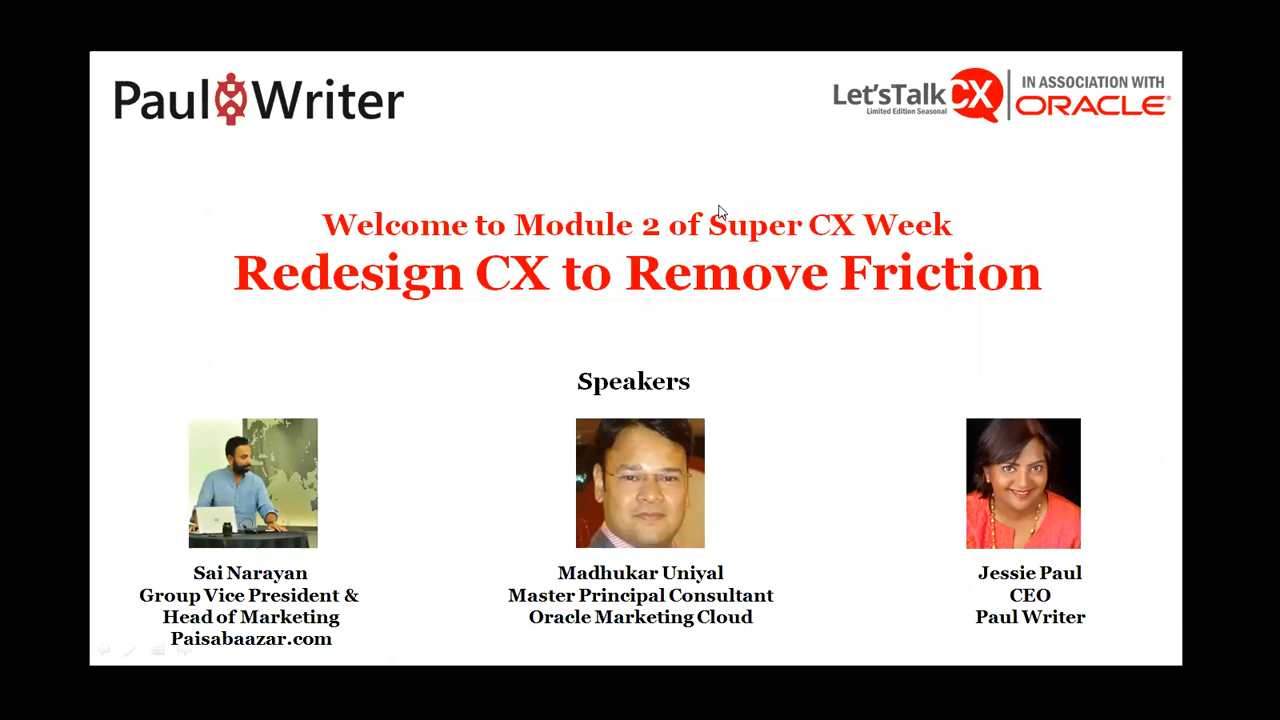 Paul Writer
Let'sTalk CX
Limited Edition Seasonal
IN ASSOCIATION WITH
ORACLE®
Welcome to Module 2 of Super CX Week
Redesign CX to Remove Friction
Speakers
Sai Narayan
Group Vice President &
Head of Marketing
Paisabaazar.com
Madhukar Uniyal
Master Principal Consultant
Oracle Marketing Cloud
Jessie Paul
CEO
Paul Writer